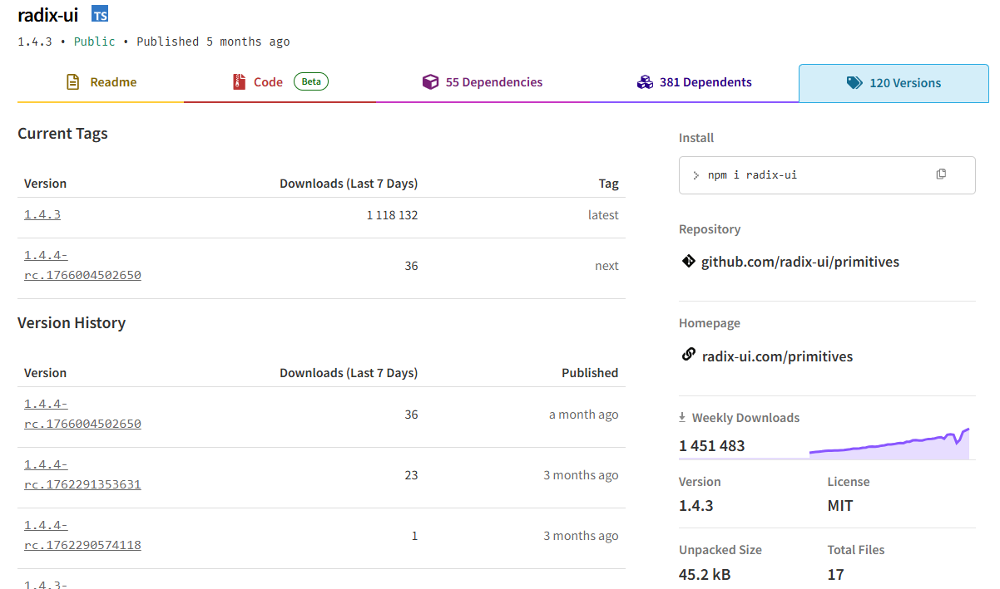 radix-ui TS
1.4.3 • Public • Published 5 months ago
Readme
Code Beta
55 Dependencies
381 Dependents
120 Versions
Current Tags
Version Downloads (Last 7 Days) Tag
1.4.3 1 118 132 latest
1.4.4-
rc.1766004502650 36 next
Version History
Version Downloads (Last 7 Days) Published
1.4.4-
rc.1766004502650 36 a month ago
1.4.4-
rc.1762291353631 23 3 months ago
1.4.4-
rc.1762290574118 1 3 months ago
1.4.3-
Install
> npm i radix-ui
Repository
github.com/radix-ui/primitives
Homepage
radix-ui.com/primitives
Weekly Downloads
1 451 483
Version License
1.4.3 MIT
Unpacked Size Total Files
45.2 kB 17